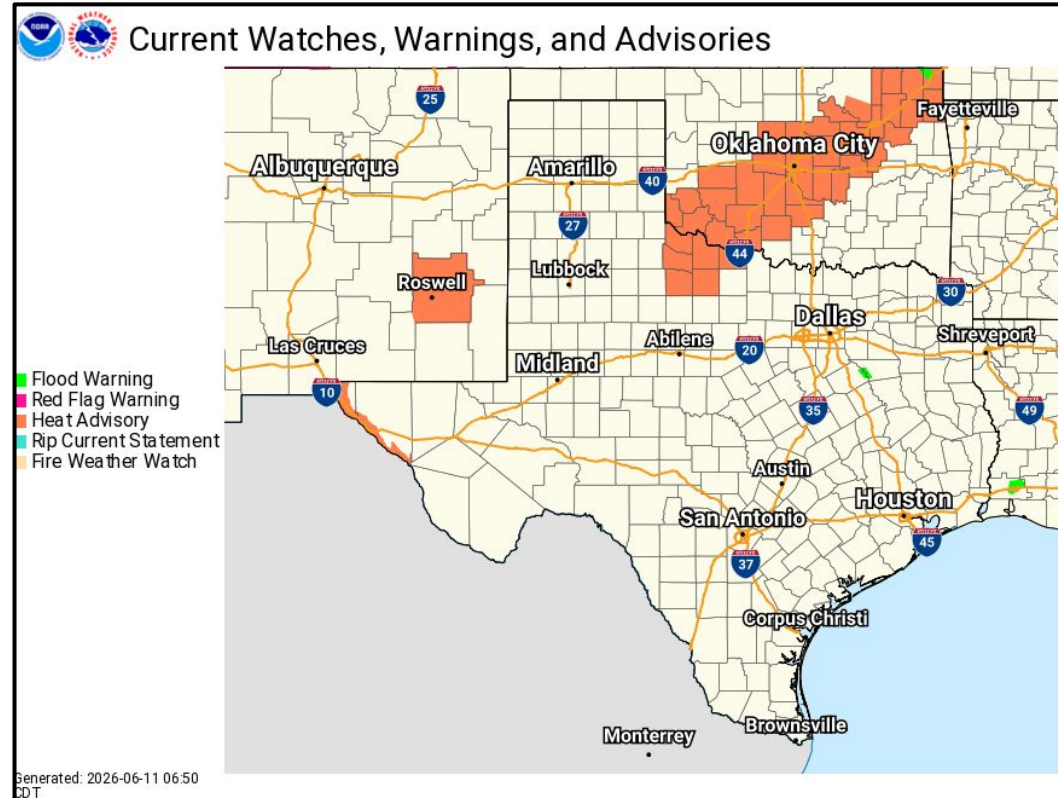 NOAA
Current Watches, Warnings, and Advisories
25
Fayetteville
Oklahoma City
Albuquerque
Amarillo
40
27
44
Roswell
Lubbock
30
Dallas
Shreveport
Las Cruces
Abilene
20
Midland
10
35
49
Flood Warning
Red Flag Warning
Heat Advisory
Rip Current Statement
Fire Weather Watch
Austin
Houston
San Antonio
45
37
Corpus Christi
Brownsville
Monterrey
Generated: 2026-06-11 06:50
CDT